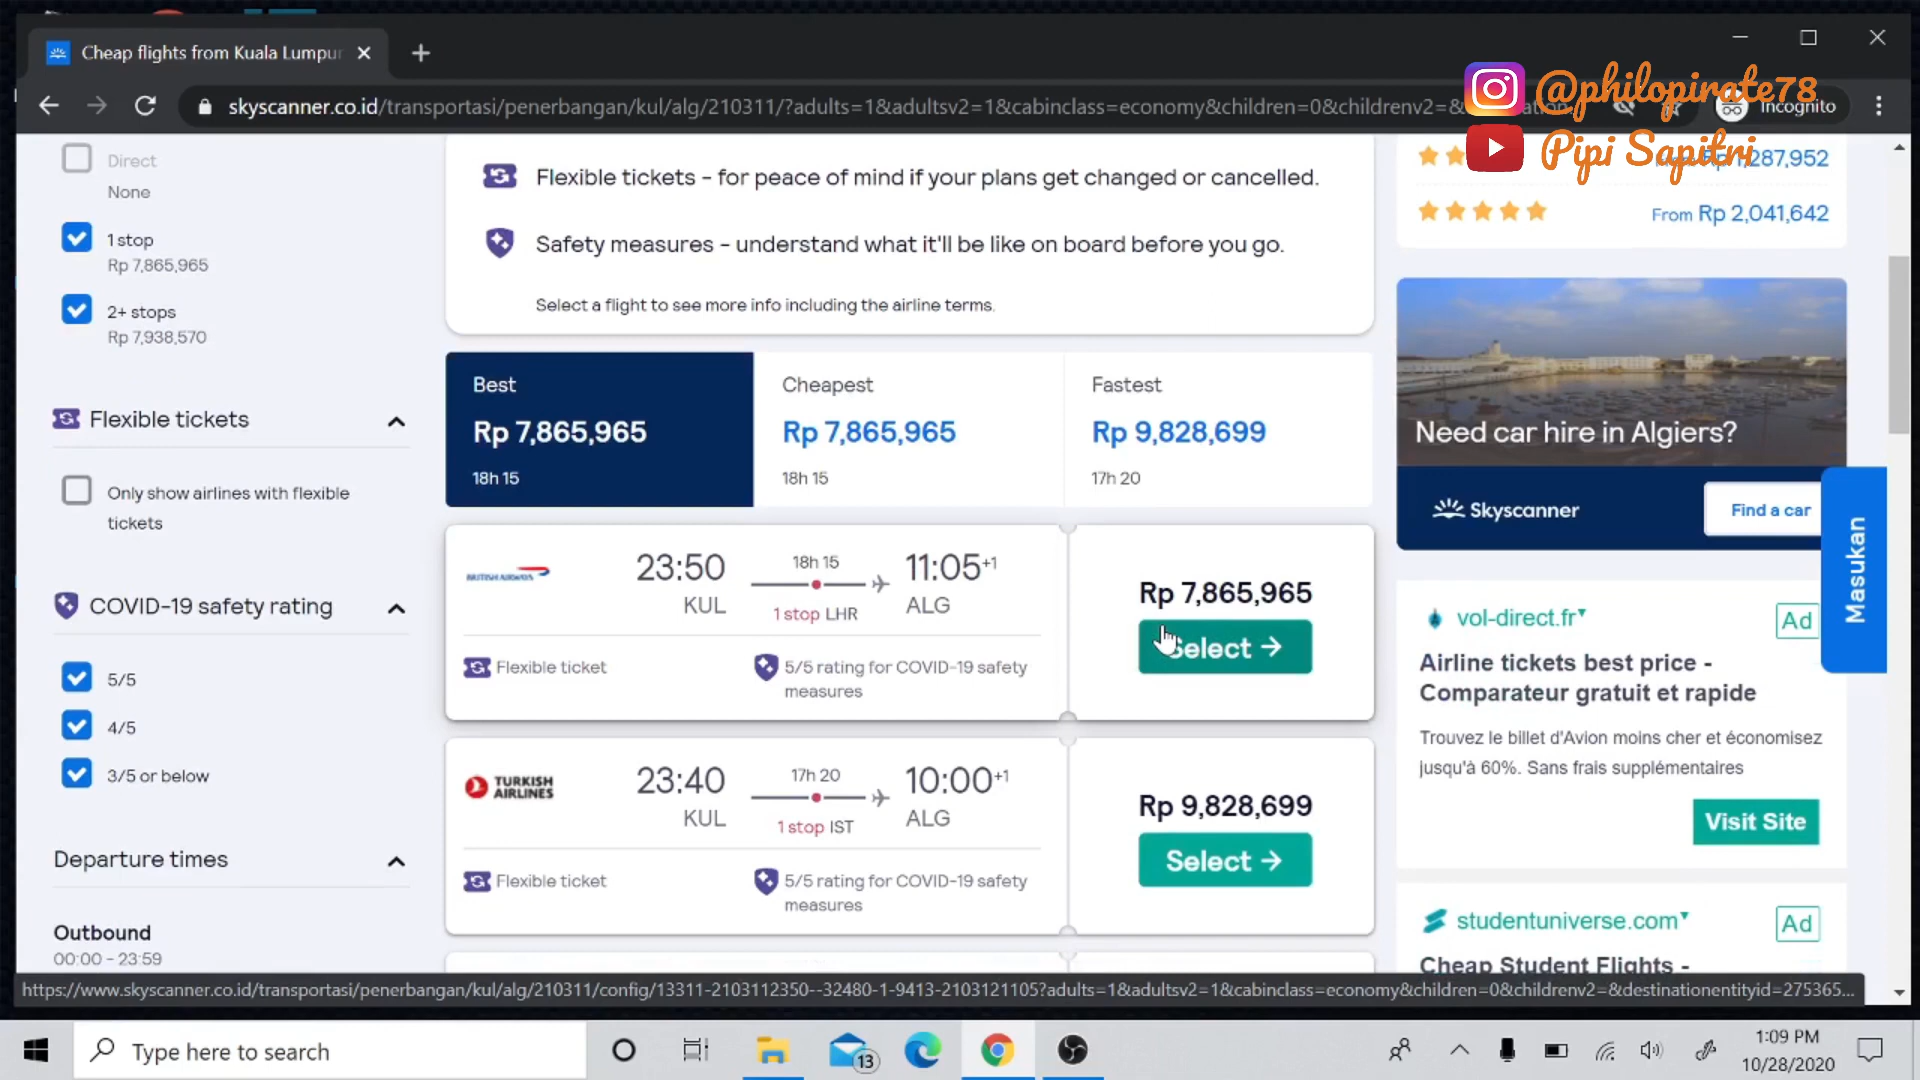 Cheap flights from Kuala Lumpur
skyscanner.co.id/transportasi/penerbangan/kul/alg/210311/?adults=1&adultsv2=1&cabinclass=economy&children=0&childrenv2=&
Incognito
@philopirate78
Pipi Sapitri
Direct
None
1 stop
Rp 7,865,965
2+ stops
Rp 7,938,570
Flexible tickets
Only show airlines with flexible
tickets
COVID-19 safety rating
5/5
4/5
3/5 or below
Departure times
Outbound
00:00 - 23:59
Flexible tickets – for peace of mind if your plans get changed or cancelled.
Safety measures – understand what it'll be like on board before you go.
Select a flight to see more info including the airline terms.
Best
Rp 7,865,965
18h 15
Cheapest
Rp 7,865,965
18h 15
Fastest
Rp 9,828,699
17h 20
BRITISH AIRWAYS
23:50
KUL
18h 15
1 stop LHR
11:05+1
ALG
Flexible ticket
5/5 rating for COVID-19 safety
measures
Rp 7,865,965
Select →
TURKISH
AIRLINES
23:40
KUL
17h 20
1 stop IST
10:00+1
ALG
Flexible ticket
5/5 rating for COVID-19 safety
measures
Rp 9,828,699
Select →
From Rp 2,041,642
Need car hire in Algiers?
Skyscanner
Find a car
Masukan
vol-direct.fr
Ad
Airline tickets best price -
Comparateur gratuit et rapide
Trouvez le billet d'Avion moins cher et économisez
jusqu'à 60%. Sans frais supplémentaires
Visit Site
studentuniverse.com
Ad
Cheap Student Flights -
https://www.skyscanner.co.id/transportasi/penerbangan/kul/alg/210311/config/13311-2103112350--32480-1-9413-2103121105?adults=1&adultsv2=1&cabinclass=economy&children=0&childrenv2=&destinationentityid=275365...
Type here to search
13
1:09 PM
10/28/2020